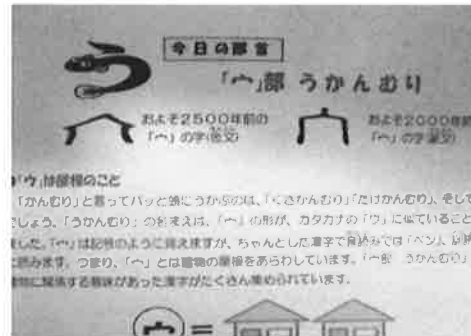 今日の部首
「宀」部 うかんむり
およそ2500年前の
「宀」の字(金文)
およそ2000年前
「宀」の字(篆文)
「ウ」は屋根のこと
「かんむり」と言ってパッと頭にうかぶのは、「くさかんむり」「たけかんむり」、そして
でしょう、「うかんむり」の名まえは、「宀」の形が、カタカナの「ウ」に似ていること
ました。「宀」は記号のように見えますが、ちゃんとした漢字で音読みでは「ベン」、訓読
読みます。つまり、「宀」とは建物の屋根をあらわしています。「宀部 うかんむり」
建物に関係する意味があった漢字がたくさん集められています。
宀 =